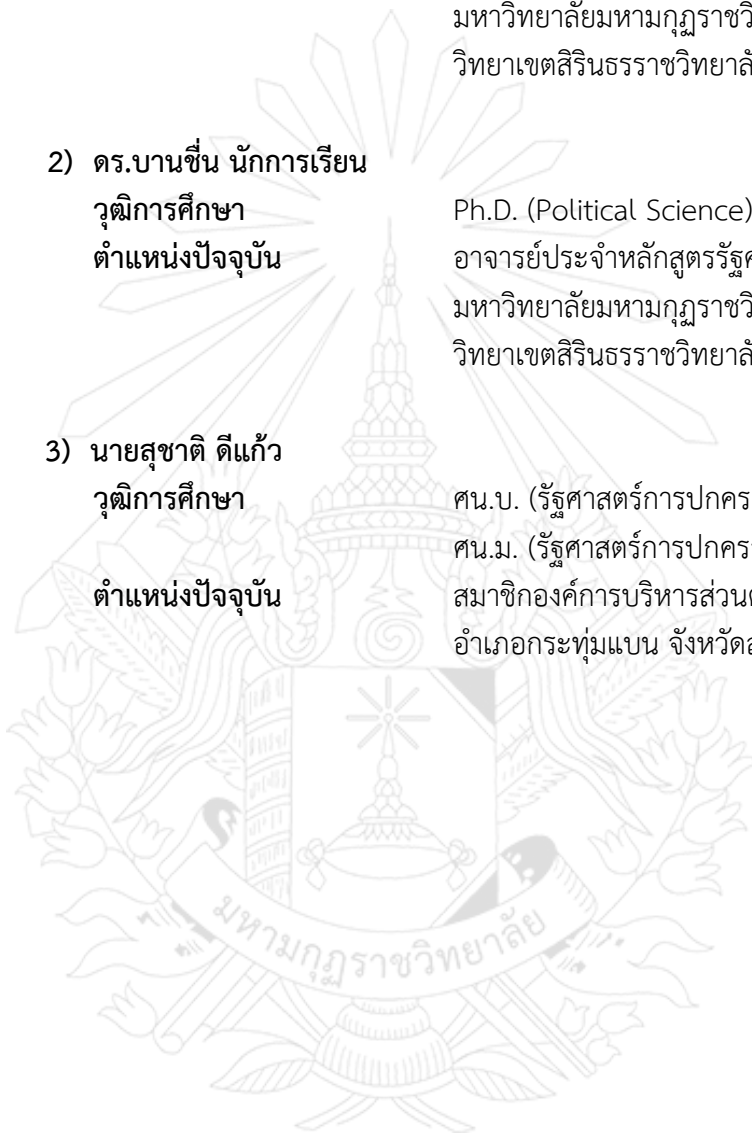 มหาวิทยาลัยมหามกุฏราชวิ
วิทยาเขตสิรินธรราชวิทยาลั
2) ดร.บานชื่น นักการเรียน
วุฒิการศึกษา Ph.D. (Political Science)
ตำแหน่งปัจจุบัน อาจารย์ประจำหลักสูตรรัฐศ
มหาวิทยาลัยมหามกุฏราชวิ
วิทยาเขตสิรินธรราชวิทยาลั
3) นายสุชาติ ดีแก้ว
วุฒิการศึกษา ศน.บ. (รัฐศาสตร์การปกคร
ศน.ม. (รัฐศาสตร์การปกคร
ตำแหน่งปัจจุบัน สมาชิกองค์การบริหารส่วนต
อำเภอกระทุ่มแบน จังหวัดส
มหามกุฏราชวิทยาลัย